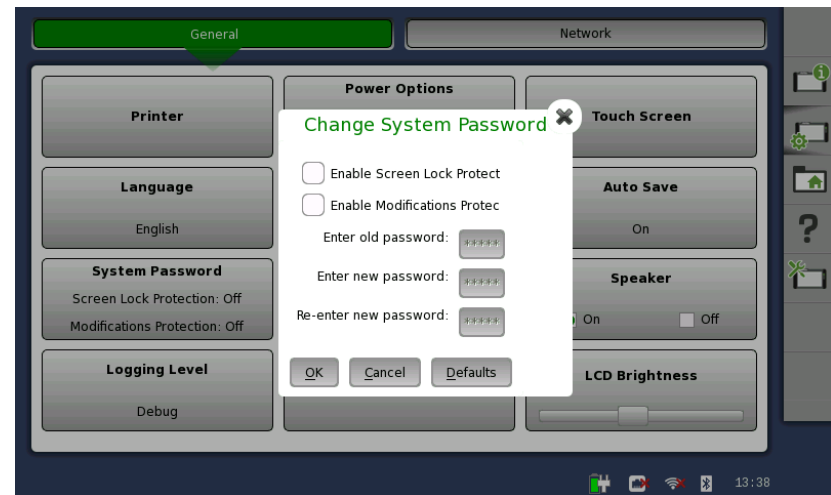 General
Network
Printer
Power Options
Touch Screen
Change System Password
Enable Screen Lock Protect
Enable Modifications Protec
Enter old password: *****
Enter new password: *****
Re-enter new password: *****
OK Cancel Defaults
Language
English
Auto Save
On
System Password
Screen Lock Protection: Off
Modifications Protection: Off
Speaker
On Off
Logging Level
Debug
LCD Brightness
13:38